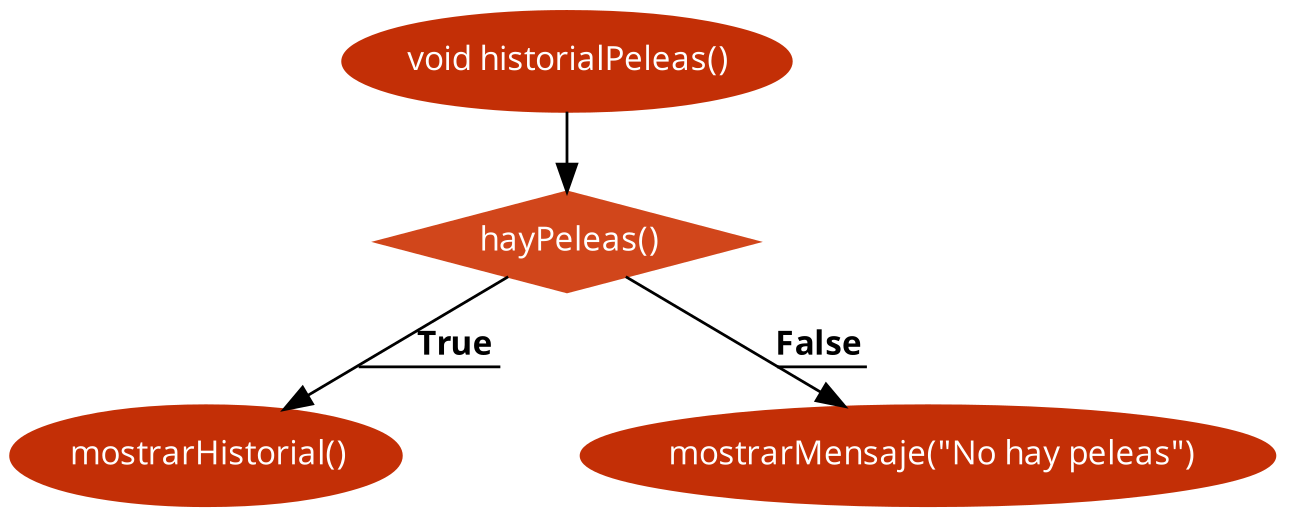 void historialPeleas()
hayPeleas()
True
False
mostrarHistorial()
mostrarMensaje("No hay peleas")